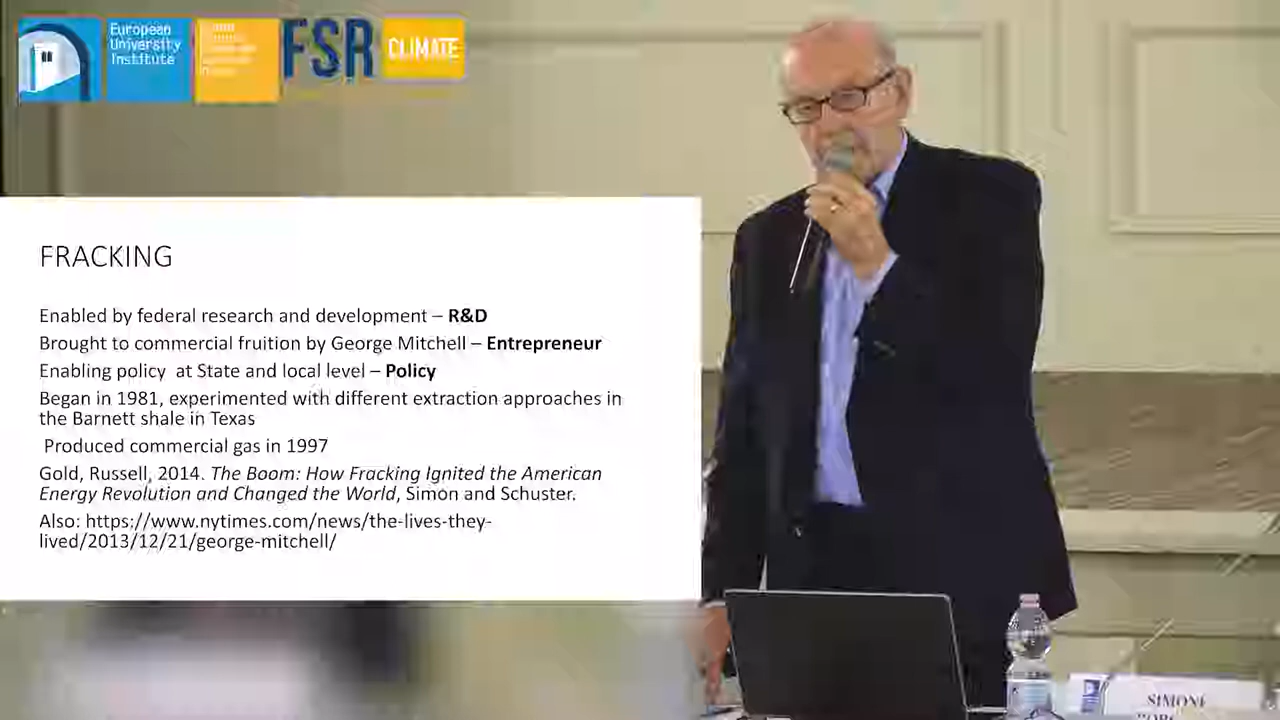 European
University
Institute
FSR
CLIMATE
FRACKING
Enabled by federal research and development – R&D
Brought to commercial fruition by George Mitchell – Entrepreneur
Enabling policy at State and local level – Policy
Began in 1981, experimented with different extraction approaches in
the Barnett shale in Texas
Produced commercial gas in 1997
Gold, Russell, 2014. The Boom: How Fracking Ignited the American
Energy Revolution and Changed the World, Simon and Schuster.
Also: https://www.nytimes.com/news/the-lives-they-
lived/2013/12/21/george-mitchell/
SIMONE